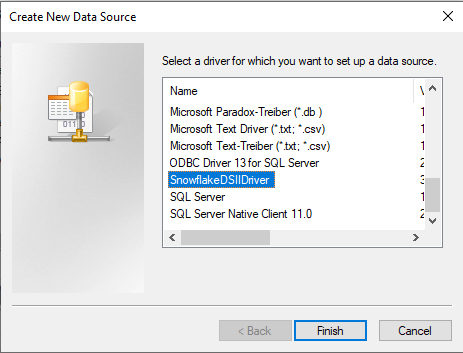 Create New Data Source
Select a driver for which you want to set up a data source.
Name
Microsoft Paradox-Treiber (*.db ) 1
Microsoft Text Driver (*.txt; *.csv) 1
Microsoft Text-Treiber (*.txt; *.csv) 1
ODBC Driver 13 for SQL Server 2
SnowflakeDSIIDriver 3
SQL Server 1
SQL Server Native Client 11.0 2
< Back
Finish
Cancel